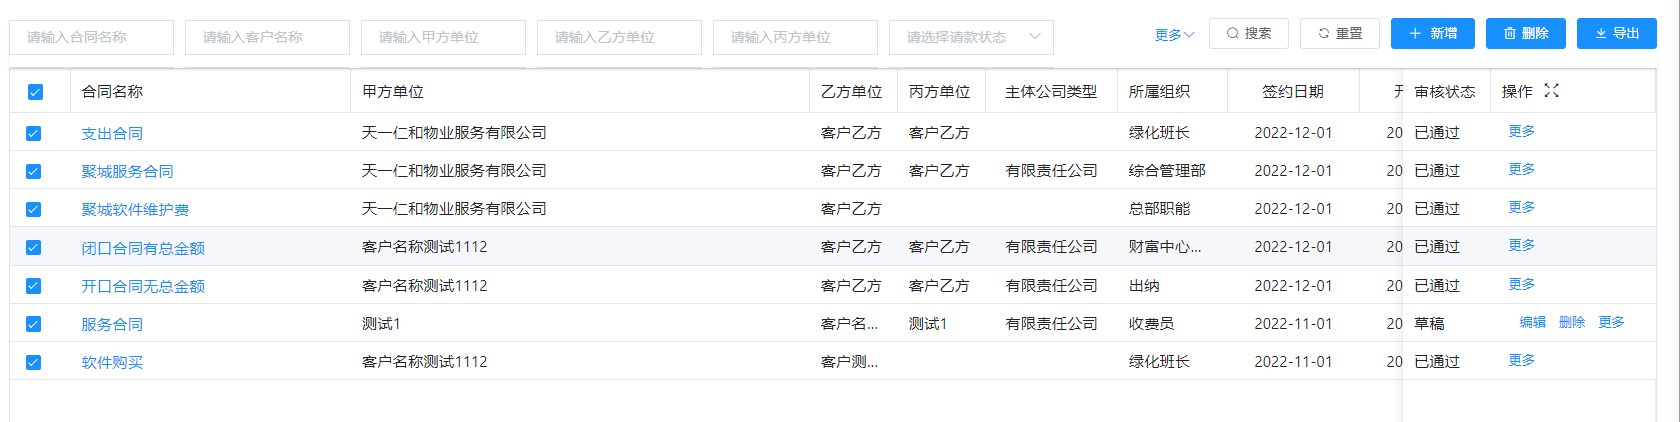 请输入合同名称 请输入客户名称 请输入甲方单位 请输入乙方单位 请输入丙方单位 请选择请款状态 更多 搜索 重置 新增 删除 导出
合同名称 甲方单位 乙方单位 丙方单位 主体公司类型 所属组织 签约日期 审核状态 操作
支出合同 天一仁和物业服务有限公司 客户乙方 客户乙方 绿化班长 2022-12-01 20 已通过 更多
聚城服务合同 天一仁和物业服务有限公司 客户乙方 客户乙方 有限责任公司 综合管理部 2022-12-01 20 已通过 更多
聚城软件维护费 天一仁和物业服务有限公司 客户乙方 总部职能 2022-12-01 20 已通过 更多
闭口合同有总金额 客户名称测试1112 客户乙方 客户乙方 有限责任公司 财富中心... 2022-12-01 20 已通过 更多
开口合同无总金额 客户名称测试1112 客户乙方 客户乙方 有限责任公司 出纳 2022-12-01 20 已通过 更多
服务合同 测试1 客户名... 测试1 有限责任公司 收费员 2022-11-01 20 草稿 编辑 删除 更多
软件购买 客户名称测试1112 客户测... 绿化班长 2022-11-01 20 已通过 更多